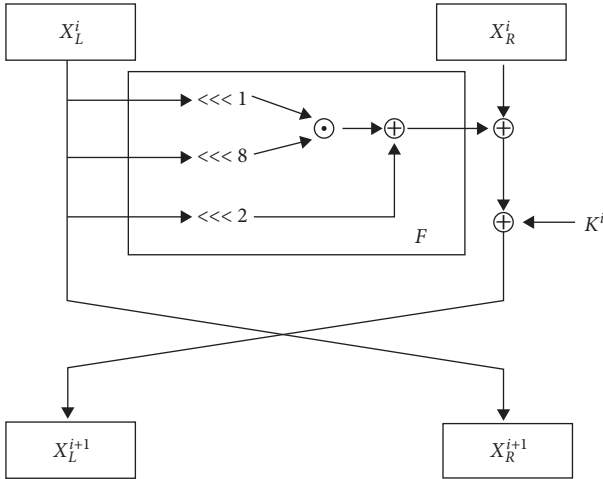 X_L^i
X_R^i
<<< 1
<<< 8
<<< 2
F
K^i
X_L^{i+1}
X_R^{i+1}